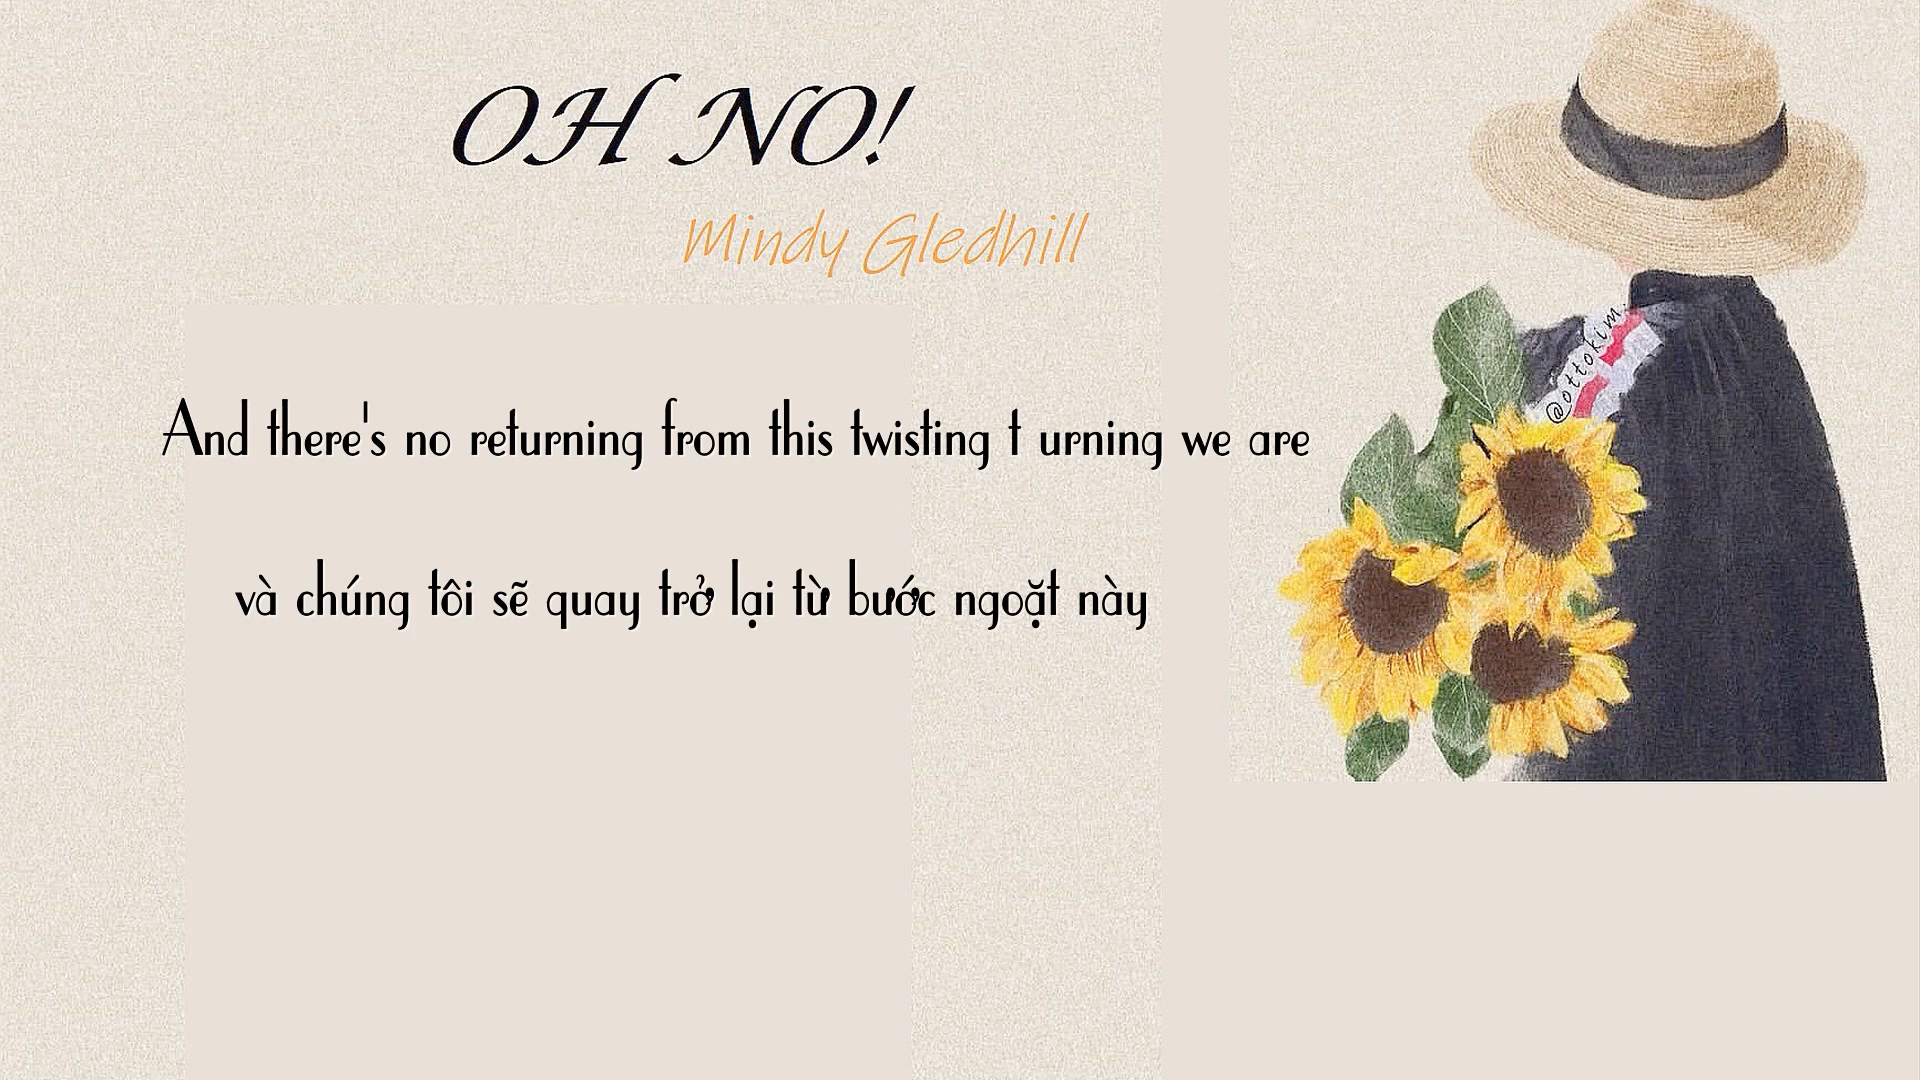 OH NO!
Mindy Gledhill
@ottokim.
And there's no returning from this twisting t urning we are
và chúng tôi sẽ quay trở lại từ bước ngoặt này